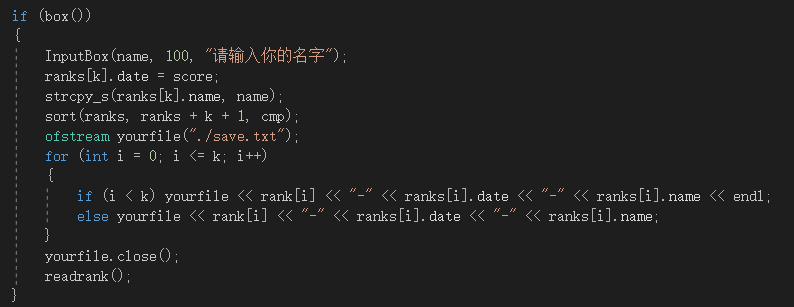 if (box())
{
InputBox(name, 100, "请输入你的名字");
ranks[k].date = score;
strcpy_s(ranks[k].name, name);
sort(ranks, ranks + k + 1, cmp);
ofstream yourfile("./save.txt");
for (int i = 0; i <= k; i++)
{
if (i < k) yourfile << rank[i] << "-" << ranks[i].date << "-" << ranks[i].name << endl;
else yourfile << rank[i] << "-" << ranks[i].date << "-" << ranks[i].name;
}
yourfile.close();
readrank();
}